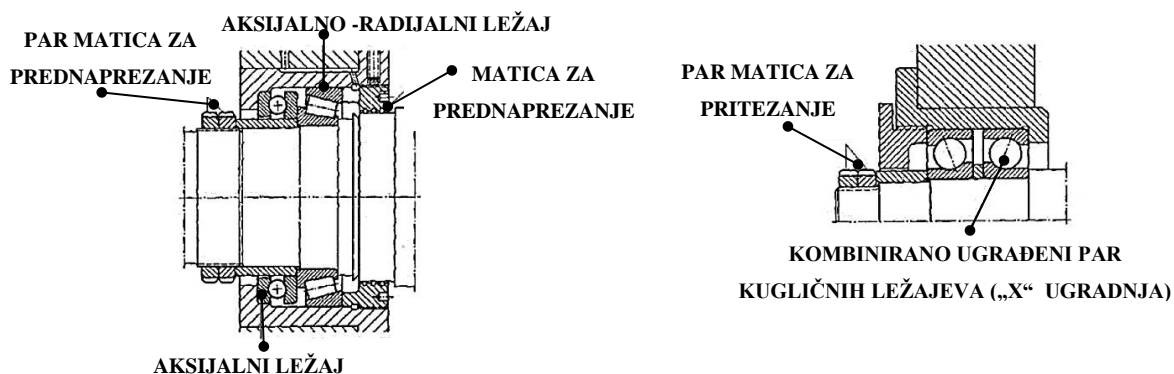 AKSIJALNO -RADIJALNI LEŽAJ
PAR MATICA ZA
PREDNAPREZANJE
MATICA ZA
PREDNAPREZANJE
AKSIJALNI LEŽAJ
PAR MATICA ZA
PRITEZANJE
KOMBINIRANO UGRAĐENI PAR
KUGLIČNIH LEŽAJEVA („X“ UGRADNJA)